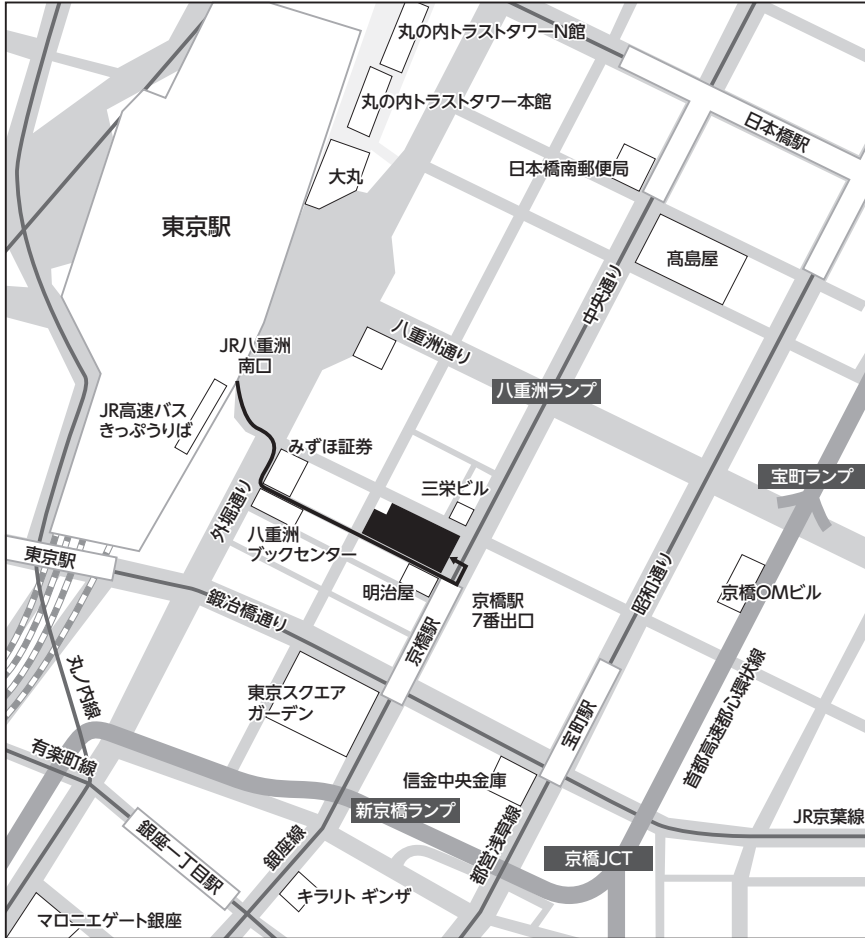 丸の内トラストタワーN館
丸の内トラストタワー本館
日本橋駅
日本橋南郵便局
大丸
東京駅
髙島屋
中央通り
八重洲通り
JR八重洲
南口
八重洲ランプ
JR高速バス
きっぷうりば
みずほ証券
宝町ランプ
三栄ビル
外堀通り
八重洲
ブックセンター
東京駅
明治屋
京橋駅
7番出口
昭和通り
京橋OMビル
鍛治橋通り
京橋駅
丸ノ内線
東京スクエア
ガーデン
宝町駅
首都高速都心環状線
有楽町線
信金中央金庫
新京橋ランプ
JR京葉線
銀座一丁目駅
銀座線
都営浅草線
京橋JCT
キラリト ギンザ
マロニエゲート銀座